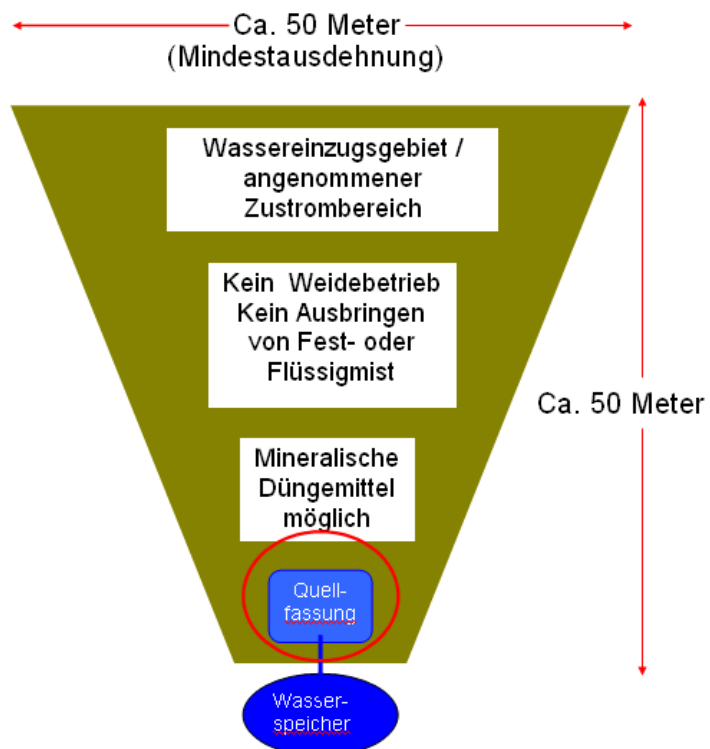 Ca. 50 Meter
(Mindestausdehnung)
Wassereinzugsgebiet /
angenommener
Zustrombereich
Kein Weidebetrieb
Kein Ausbringen
von Fest- oder
Flüssigmist
Ca. 50 Meter
Mineralische
Düngemittel
möglich
Quell-
fassung
Wasser-
speicher